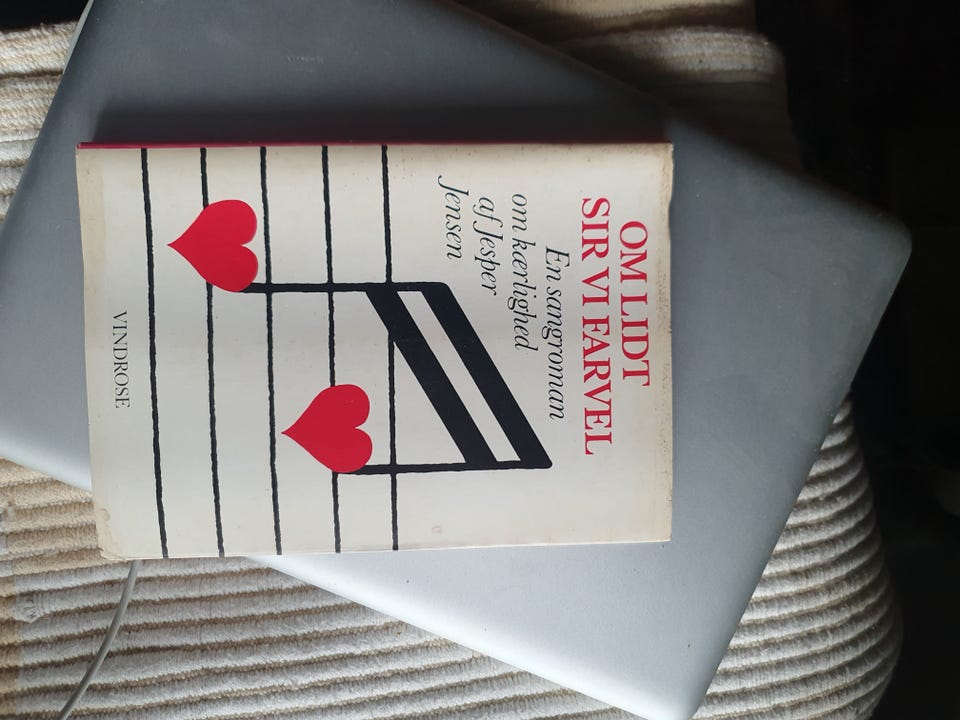 OM LIDT
SIR VI FARVEL
En sangroman
om kærlighed
af Jesper
Jensen
VINDROSE